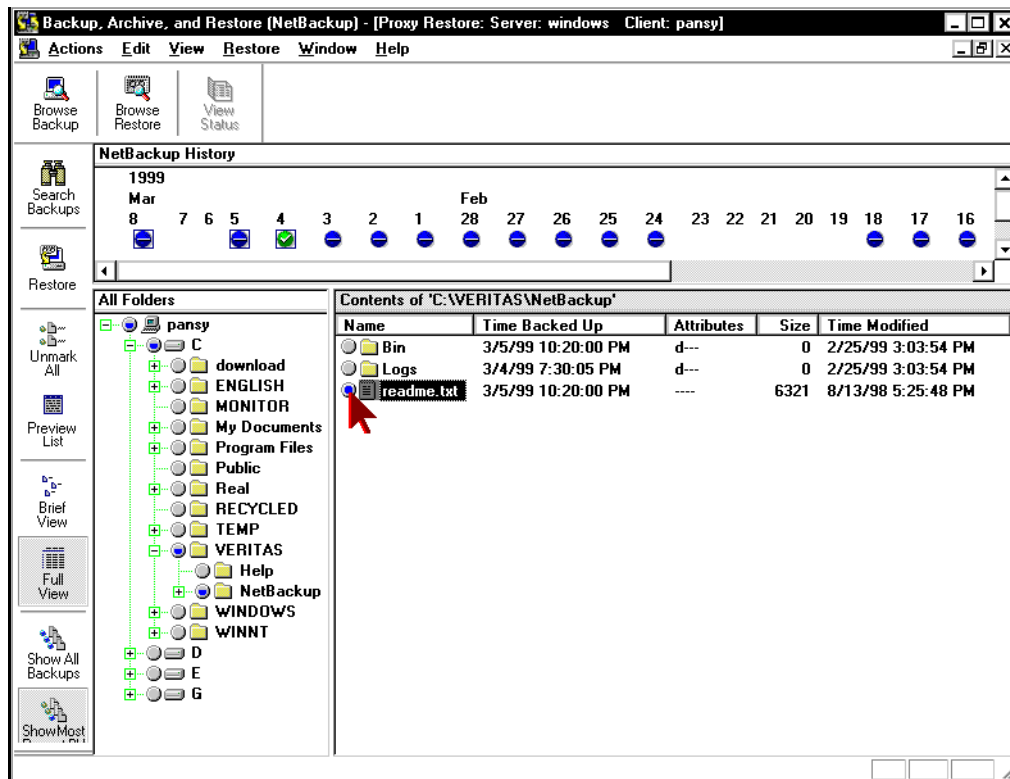 Backup, Archive, and Restore (NetBackup) - [Proxy Restore: Server: windows Client: pansy]
Actions Edit View Restore Window Help
Browse Backup
Browse Restore
View Status
Search Backups
Restore
Unmark All
Preview List
Brief View
Full View
Show All Backups
Show Most
NetBackup History
1999
Mar Feb
8 7 6 5 4 3 2 1 28 27 26 25 24 23 22 21 20 19 18 17 16
All Folders
pansy
C
download
ENGLISH
MONITOR
My Documents
Program Files
Public
Real
RECYCLED
TEMP
VERITAS
Help
NetBackup
WINDOWS
WINNT
D
E
G
Contents of 'C:\VERITAS\NetBackup'
Name Time Backed Up Attributes Size Time Modified
Bin 3/5/99 10:20:00 PM d--- 0 2/25/99 3:03:54 PM
Logs 3/4/99 7:30:05 PM d--- 0 2/25/99 3:03:54 PM
readme.txt 3/5/99 10:20:00 PM ---- 6321 8/13/98 5:25:48 PM